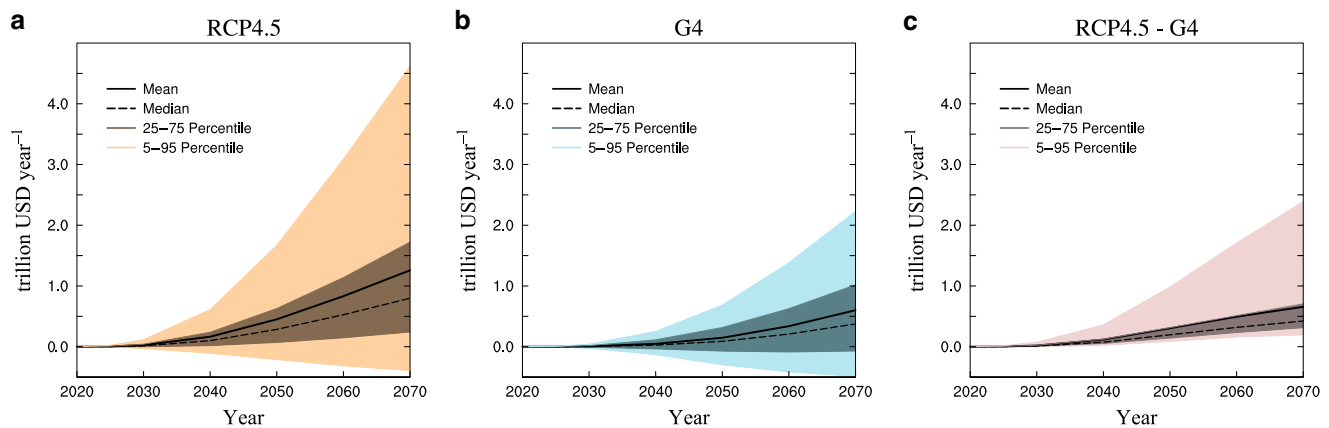 a
RCP4.5
trillion USD year⁻¹
4.0
3.0
2.0
1.0
0.0
Mean
Median
25–75 Percentile
5–95 Percentile
2020 2030 2040 2050 2060 2070
Year
b
G4
trillion USD year⁻¹
4.0
3.0
2.0
1.0
0.0
Mean
Median
25–75 Percentile
5–95 Percentile
2020 2030 2040 2050 2060 2070
Year
c
RCP4.5 - G4
trillion USD year⁻¹
4.0
3.0
2.0
1.0
0.0
Mean
Median
25–75 Percentile
5–95 Percentile
2020 2030 2040 2050 2060 2070
Year